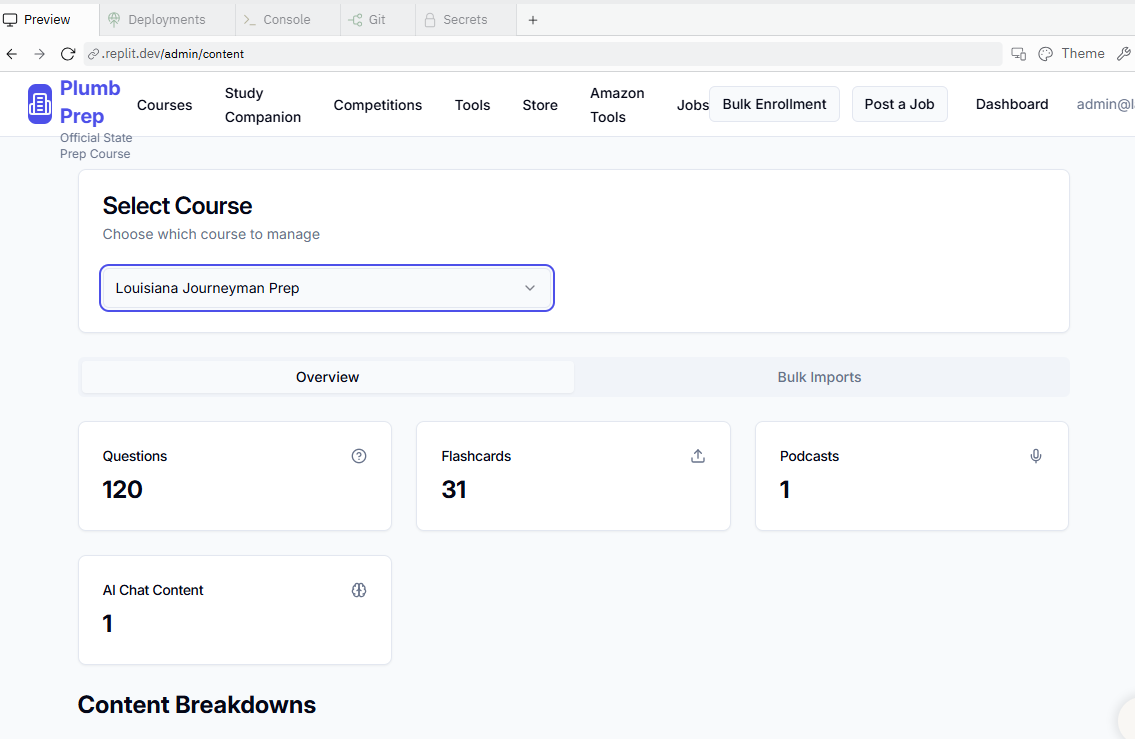 Preview
Deployments
Console
Git
Secrets
.replit.dev/admin/content
Theme
Plumb
Prep
Official State
Prep Course
Courses
Study
Companion
Competitions
Tools
Store
Amazon
Tools
Jobs
Bulk Enrollment
Post a Job
Dashboard
admin@l
Select Course
Choose which course to manage
Louisiana Journeyman Prep
Overview
Bulk Imports
Questions
120
Flashcards
31
Podcasts
1
AI Chat Content
1
Content Breakdowns